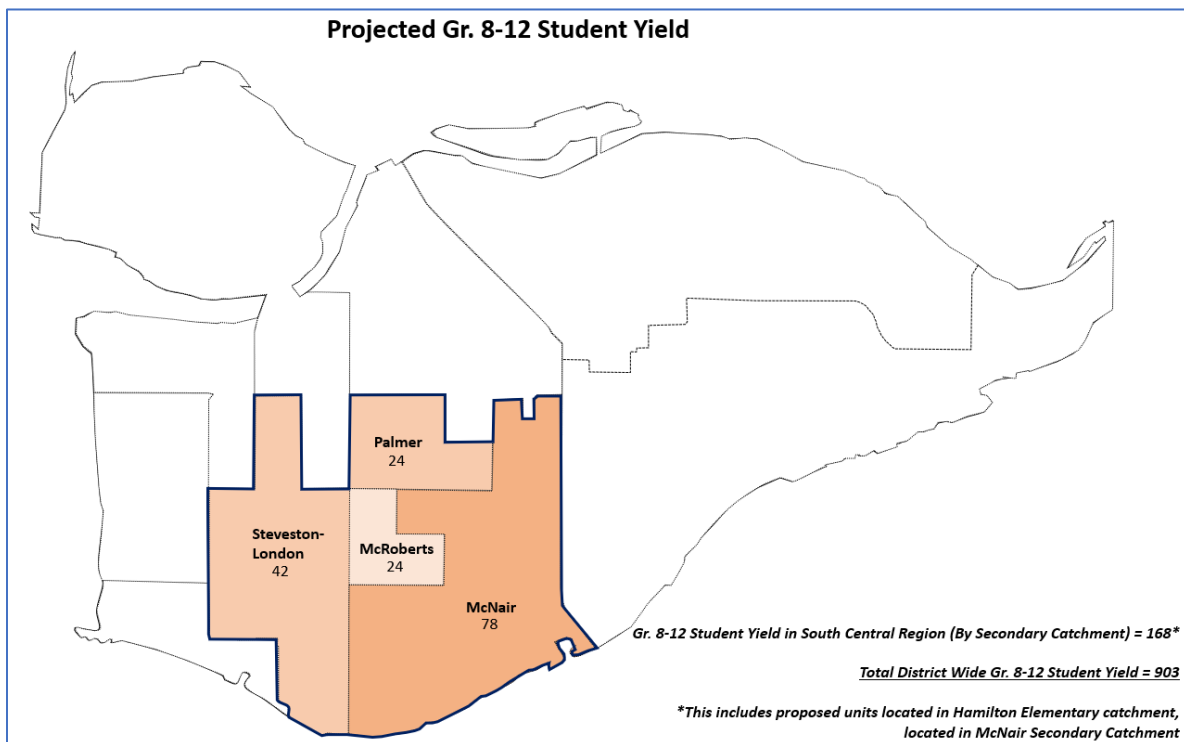 Projected Gr. 8-12 Student Yield
Palmer
24
Steveston-
London
42
McRoberts
24
McNair
78
Gr. 8-12 Student Yield in South Central Region (By Secondary Catchment) = 168*
Total District Wide Gr. 8-12 Student Yield = 903
*This includes proposed units located in Hamilton Elementary catchment,
located in McNair Secondary Catchment